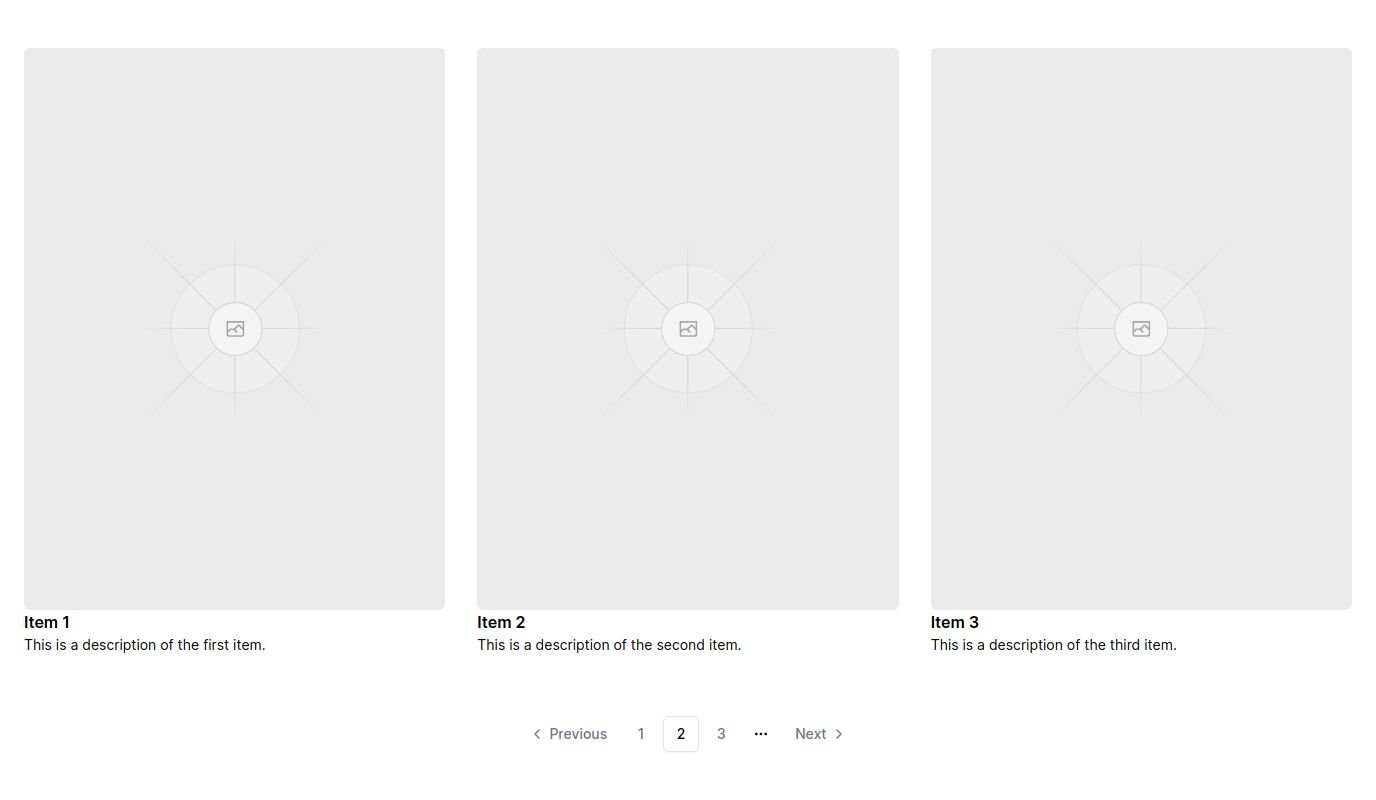 Item 1
This is a description of the first item.
Item 2
This is a description of the second item.
Item 3
This is a description of the third item.
Previous 1 2 3 ... Next